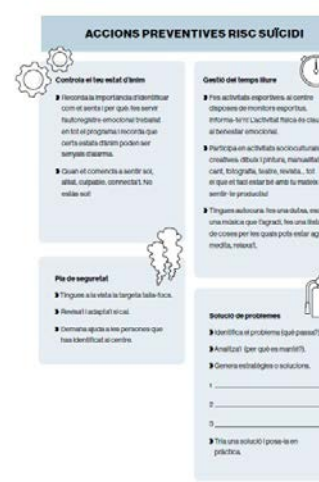 ACCIONS PREVENTIVES RISC SUÏCIDI
Controla el teu estat d'ànim
Recorda la importància d'identificar
com et sents i per què: fes servir
l'autoregistre emocional treballat
en tot el programa i recorda que
certs estats d'ànim poden ser
senyals d'alarma.
Quan et comencis a sentir sol,
aïllat, culpable, connecta't. No
estàs sol!
Pla de seguretat
Tingues a la vista la targeta talla-foca.
Revisa'l i adapta'l si cal.
Demana ajuda a les persones que
has identificat al centre.
Gestió del temps lliure
Fes activitats esportives: al centre
disposes de monitors esportius.
Informa-te'n! L'activitat física és clau
al benestar emocional.
Participa en activitats socioculturals
creatives: dibuix i pintura, manualitats
cant, fotografia, teatre, revista... tot
el que et faci estar bé amb tu mateix
sentir-te productiu!
Tingues autocura: fes una dutxa,
una música que t'agradi, fes una llista
de coses per les quals pots estar
medita, relaxa't.
Solució de problemes
Identifica el problema (què passa?)
Analitza'l (per què es manté?).
Genera estratègies o solucions.
1
2
3
Tria una solució i posa-la en
pràctica.